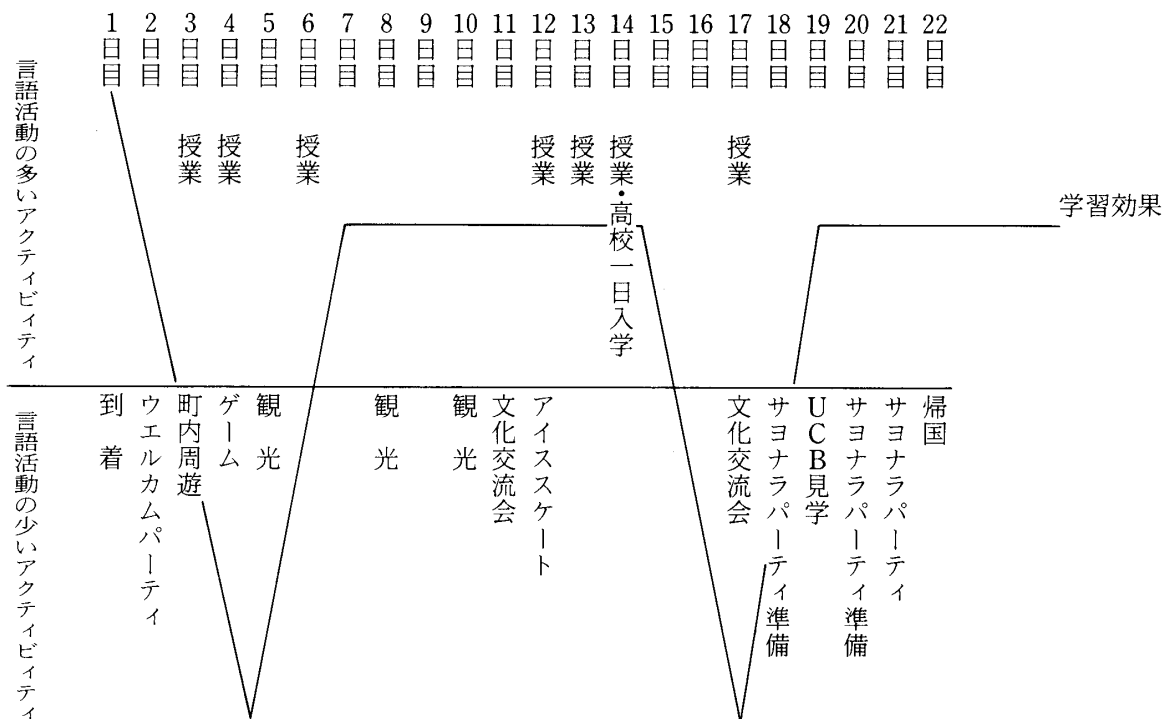 1日目
2日目
3日目
4日目
5日目
6日目
7日目
8日目
9日目
10日目
11日目
12日目
13日目
14日目
15日目
16日目
17日目
18日目
19日目
20日目
21日目
22日目
言語活動の多いアクティビィティ
授業
授業
授業
授業
授業
授業・高校一日入学
授業
学習効果
言語活動の少いアクティビィティ
到着
ウエルカムパーティ
町内周遊
ゲーム
観光
観光
観光
文化交流会
アイススケート
文化交流会
サヨナラパーティ準備
UCB見学
サヨナラパーティ準備
サヨナラパーティ
帰国